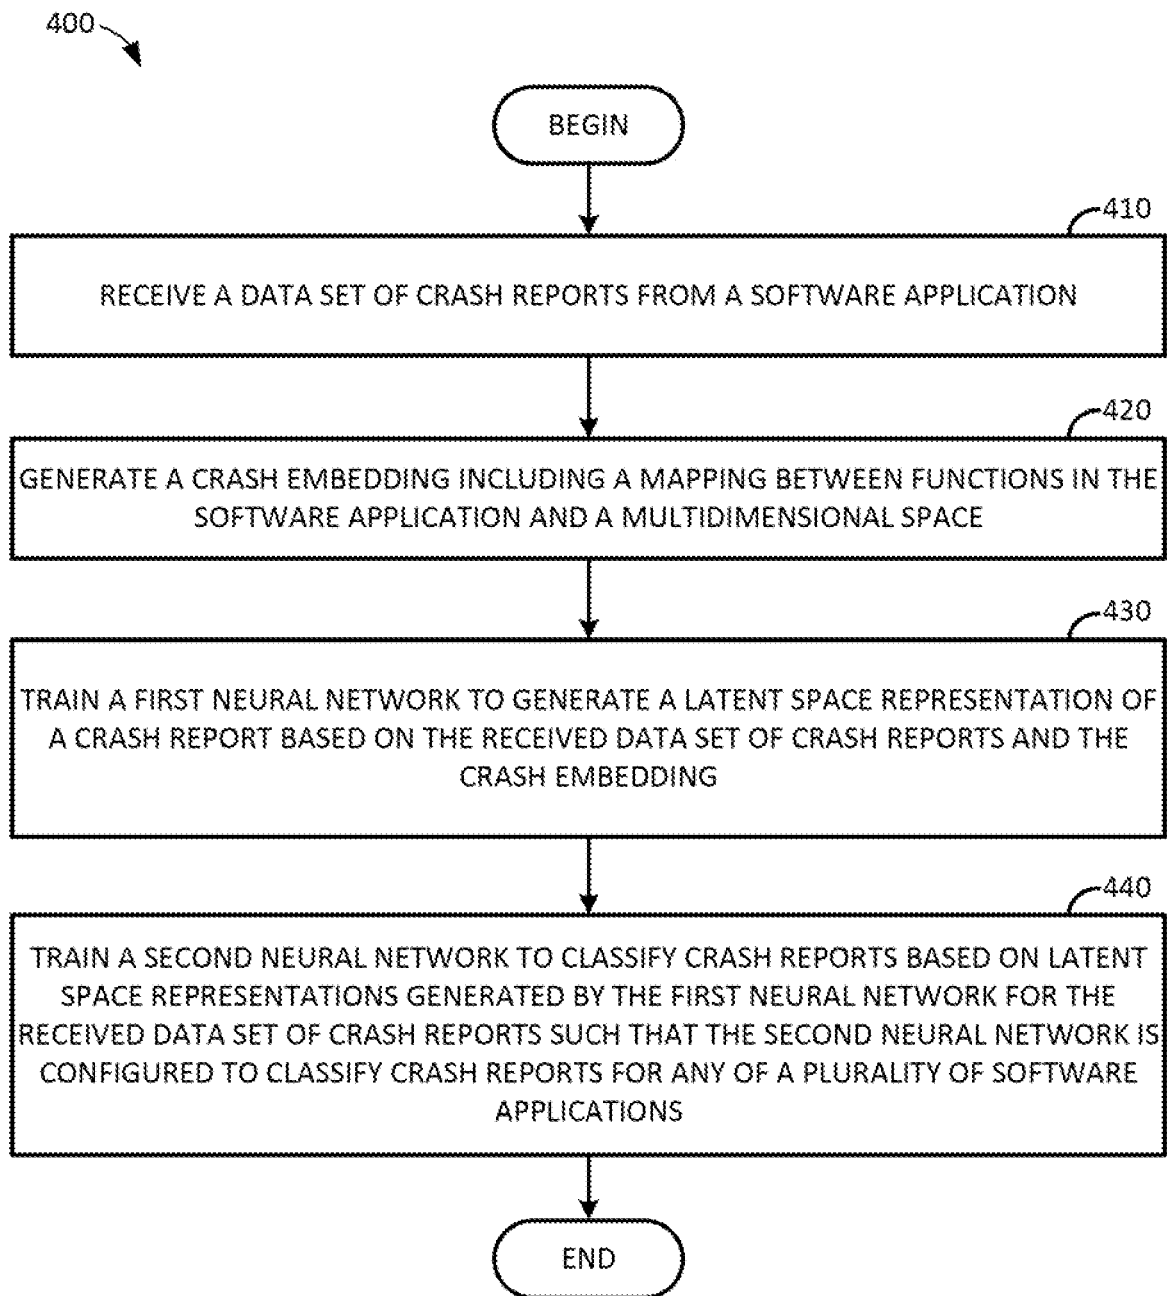 400
BEGIN
410
RECEIVE A DATA SET OF CRASH REPORTS FROM A SOFTWARE APPLICATION
420
GENERATE A CRASH EMBEDDING INCLUDING A MAPPING BETWEEN FUNCTIONS IN THE
SOFTWARE APPLICATION AND A MULTIDIMENSIONAL SPACE
430
TRAIN A FIRST NEURAL NETWORK TO GENERATE A LATENT SPACE REPRESENTATION OF
A CRASH REPORT BASED ON THE RECEIVED DATA SET OF CRASH REPORTS AND THE
CRASH EMBEDDING
440
TRAIN A SECOND NEURAL NETWORK TO CLASSIFY CRASH REPORTS BASED ON LATENT
SPACE REPRESENTATIONS GENERATED BY THE FIRST NEURAL NETWORK FOR THE
RECEIVED DATA SET OF CRASH REPORTS SUCH THAT THE SECOND NEURAL NETWORK IS
CONFIGURED TO CLASSIFY CRASH REPORTS FOR ANY OF A PLURALITY OF SOFTWARE
APPLICATIONS
END